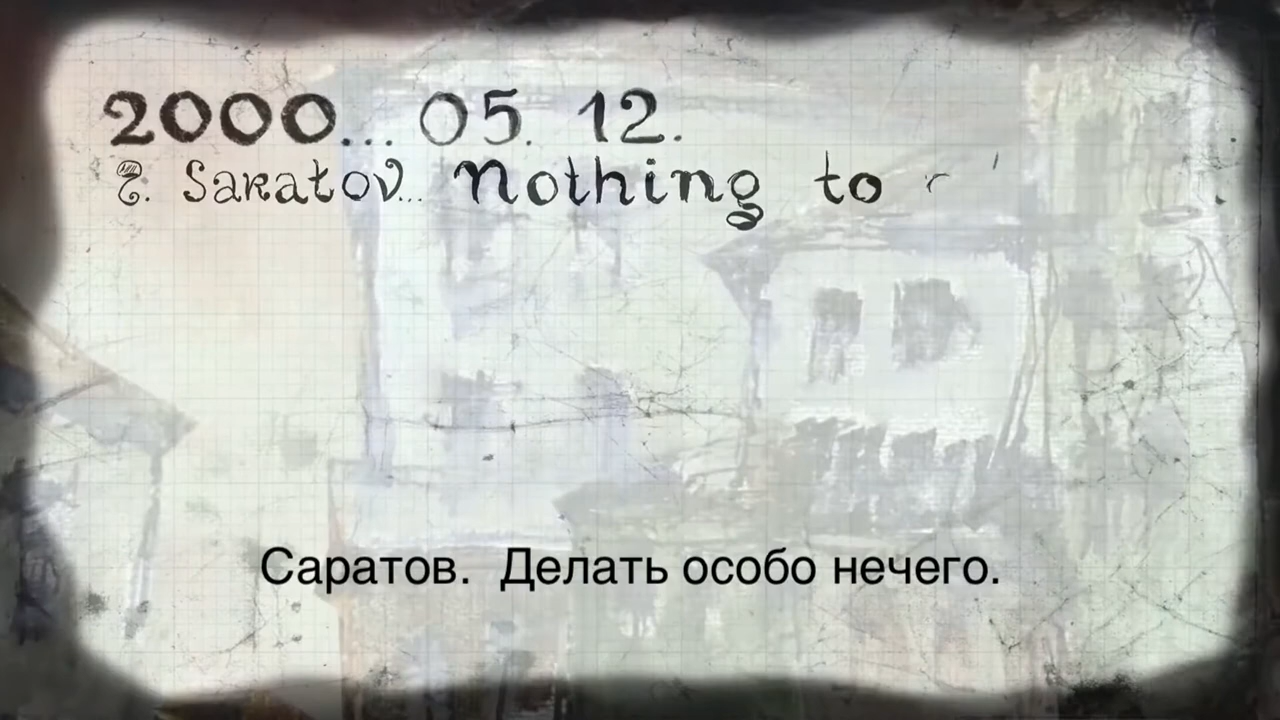 2000... 05. 12.
г. Saratov... Nothing to
Саратов. Делать особо нечего.